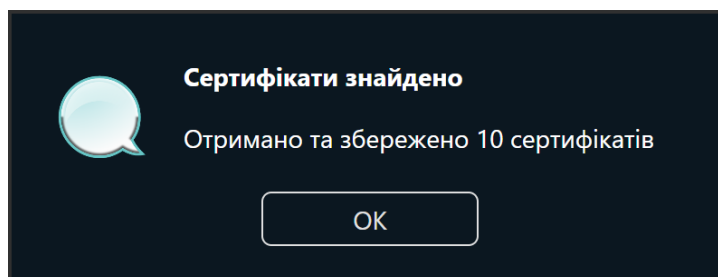 Сертифікати знайдено
Отримано та збережено 10 сертифікатів
OK